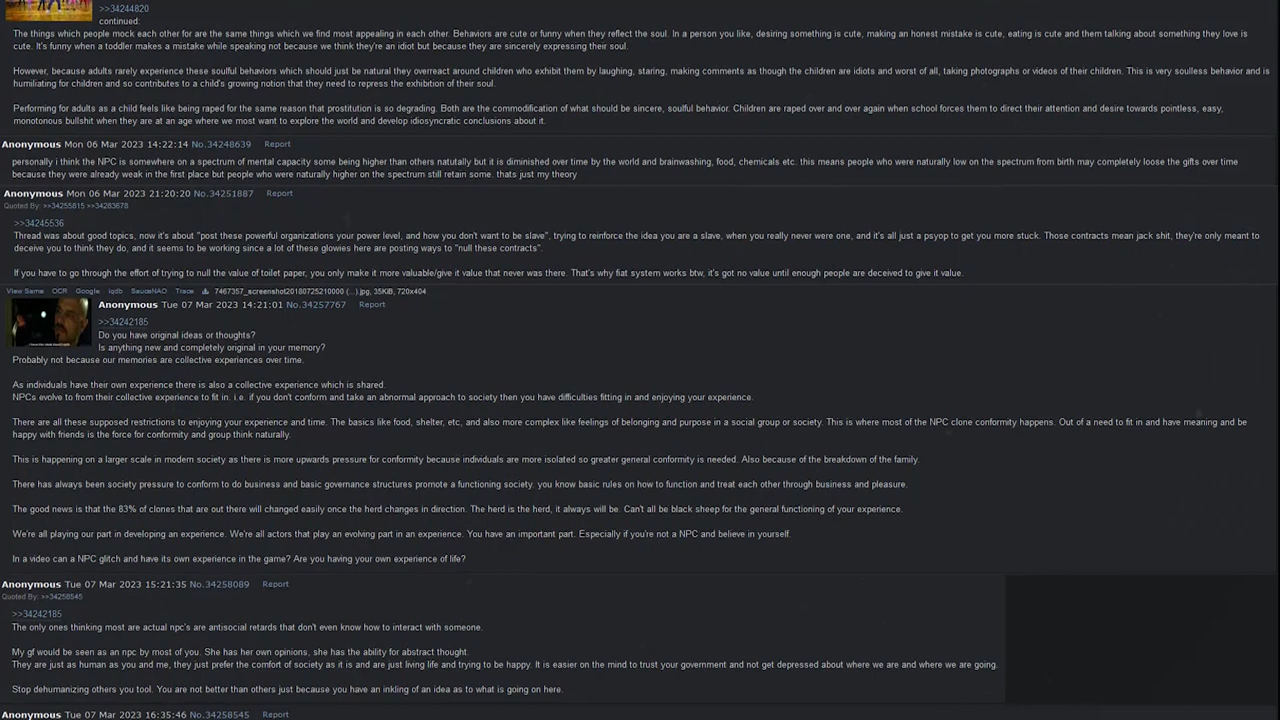 >>34244820
continued:
The things which people mock each other for are the same things which we find most appealing in each other. Behaviors are cute or funny when they reflect the soul. In a person you like, desiring something is cute, making an honest mistake is cute, eating is cute and them talking about something they love is
cute. It's funny when a toddler makes a mistake while speaking not because we think they're an idiot but because they are sincerely expressing their soul.
However, because adults rarely experience these soulful behaviors which should just be natural they overreact around children who exhibit them by laughing, staring, making comments as though the children are idiots and worst of all, taking photographs or videos of their children. This is very soulless behavior and is
humiliating for children and so contributes to a child's growing notion that they need to repress the exhibition of their soul.
Performing for adults as a child feels like being raped for the same reason that prostitution is so degrading. Both are the commodification of what should be sincere, soulful behavior. Children are raped over and over again when school forces them to direct their attention and desire towards pointless, easy,
monotonous bullshit when they are at an age where we most want to explore the world and develop idiosyncratic conclusions about it.
Anonymous Mon 06 Mar 2023 14:22:14 No.34248639 Report
personally i think the NPC is somewhere on a spectrum of mental capacity some being higher than others natutally but it is diminished over time by the world and brainwashing, food, chemicals etc. this means people who were naturally low on the spectrum from birth may completely loose the gifts over time
because they were already weak in the first place but people who were naturally higher on the spectrum still retain some. thats just my theory
Anonymous Mon 06 Mar 2023 21:20:20 No.34251887 Report
Quoted By: >>34255815 >>34283678
>>34245536
Thread was about good topics, now it's about "post these powerful organizations your power level, and how you don't want to be slave", trying to reinforce the idea you are a slave, when you really never were one, and it's all just a psyop to get you more stuck. Those contracts mean jack shit, they're only meant to
deceive you to think they do, and it seems to be working since a lot of these glowies here are posting ways to "null these contracts".
If you have to go through the effort of trying to null the value of toilet paper, you only make it more valuable/give it value that never was there. That's why fiat system works btw, it's got no value until enough people are deceived to give it value.
View Same OCR Google iqdb SauceNAO Trace 7467357_screenshot20180725210000 (...).jpg, 35KiB, 720x404
Anonymous Tue 07 Mar 2023 14:21:01 No.34257767 Report
>>34242185
Do you have original ideas or thoughts?
Is anything new and completely original in your memory?
Probably not because our memories are collective experiences over time.
As individuals have their own experience there is also a collective experience which is shared.
NPCs evolve to from their collective experience to fit in. i.e. if you don't conform and take an abnormal approach to society then you have difficulties fitting in and enjoying your experience.
There are all these supposed restrictions to enjoying your experience and time. The basics like food, shelter, etc, and also more complex like feelings of belonging and purpose in a social group or society. This is where most of the NPC clone conformity happens. Out of a need to fit in and have meaning and be
happy with friends is the force for conformity and group think naturally.
This is happening on a larger scale in modern society as there is more upwards pressure for conformity because individuals are more isolated so greater general conformity is needed. Also because of the breakdown of the family.
There has always been society pressure to conform to do business and basic governance structures promote a functioning society. you know basic rules on how to function and treat each other through business and pleasure.
The good news is that the 83% of clones that are out there will changed easily once the herd changes in direction. The herd is the herd, it always will be. Can't all be black sheep for the general functioning of your experience.
We're all playing our part in developing an experience. We're all actors that play an evolving part in an experience. You have an important part. Especially if you're not a NPC and believe in yourself.
In a video can a NPC glitch and have its own experience in the game? Are you having your own experience of life?
Anonymous Tue 07 Mar 2023 15:21:35 No.34258089 Report
Quoted By: >>34258545
>>34242185
The only ones thinking most are actual npc's are antisocial retards that don't even know how to interact with someone.
My gf would be seen as an npc by most of you. She has her own opinions, she has the ability for abstract thought.
They are just as human as you and me, they just prefer the comfort of society as it is and are just living life and trying to be happy. It is easier on the mind to trust your government and not get depressed about where we are and where we are going.
Stop dehumanizing others you tool. You are not better than others just because you have an inkling of an idea as to what is going on here.
Anonymous Tue 07 Mar 2023 16:35:46 No.34258545 Report